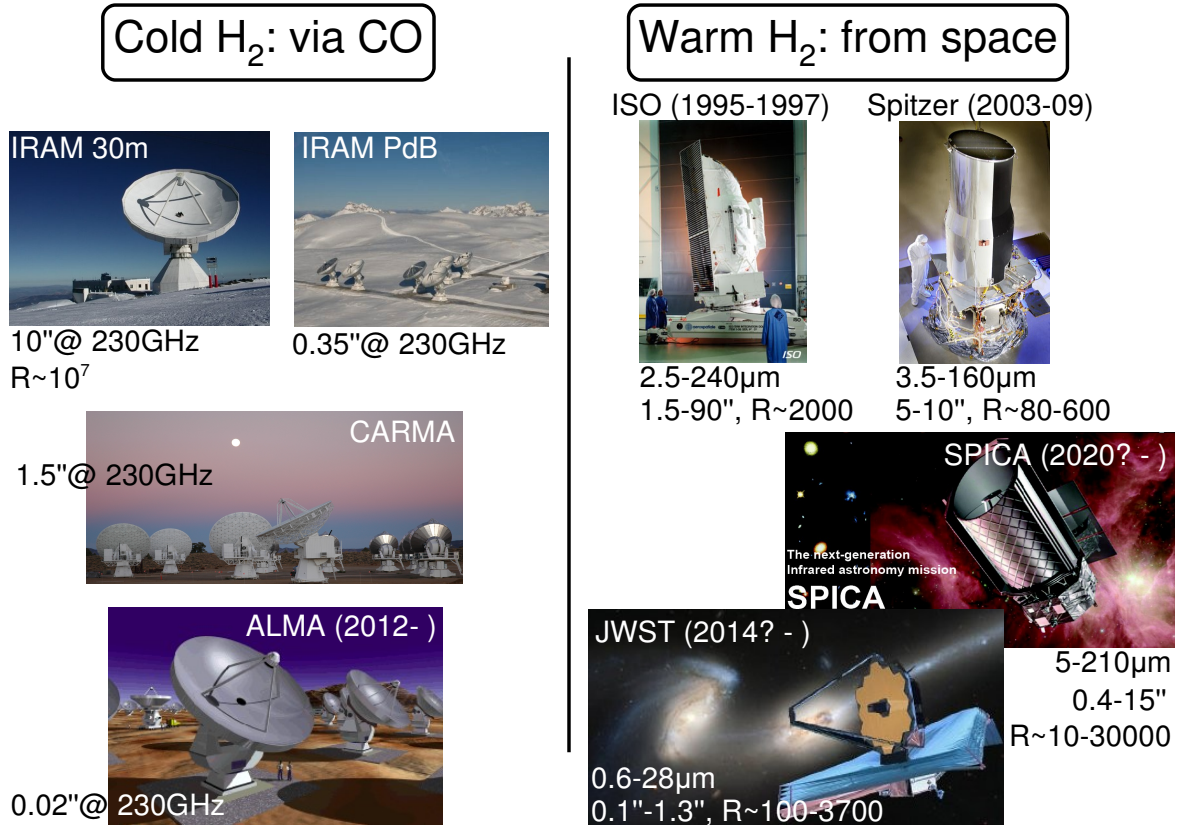 Cold H₂: via CO
IRAM 30m
IRAM PdB
10"@ 230GHz
R~10⁷
0.35"@ 230GHz
CARMA
1.5"@ 230GHz
ALMA (2012- )
0.02"@ 230GHz
Warm H₂: from space
ISO (1995-1997)
Spitzer (2003-09)
ISO
2.5-240µm
1.5-90", R~2000
3.5-160µm
5-10", R~80-600
SPICA (2020? - )
The next-generation
Infrared astronomy mission
SPICA
5-210µm
0.4-15"
R~10-30000
JWST (2014? - )
0.6-28µm
0.1"-1.3", R~100-3700